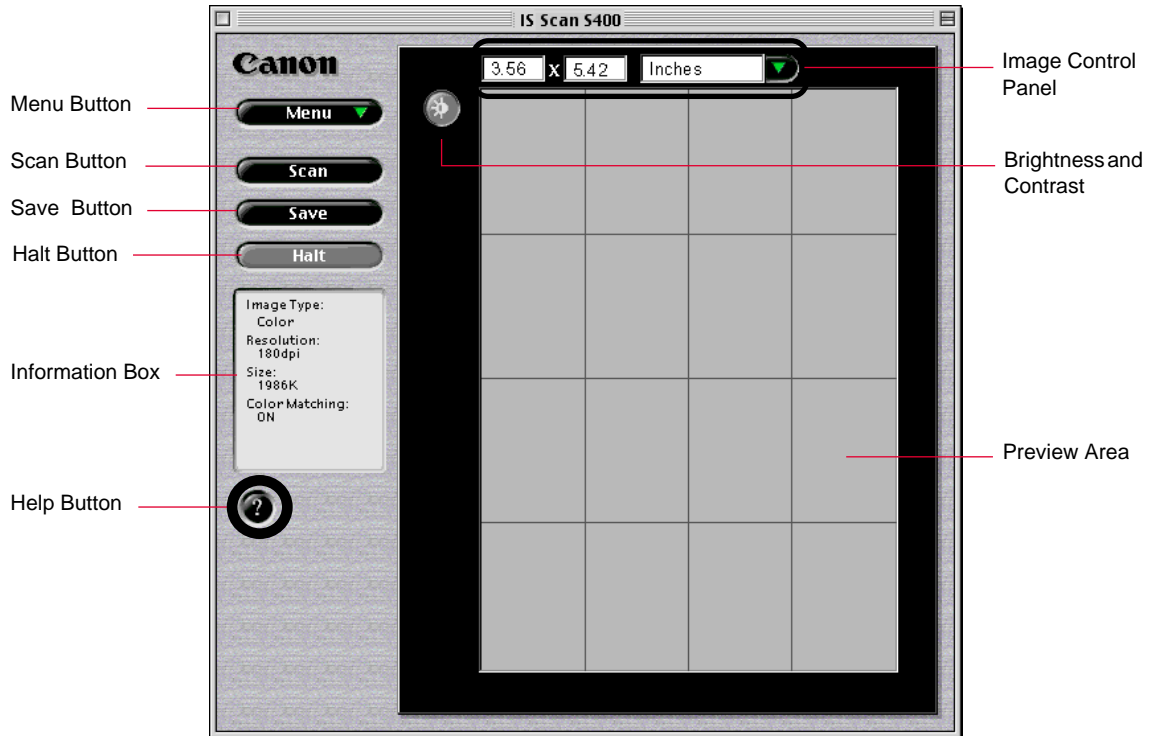 IS Scan S400
Canon
3.56 x 5.42 Inches
Menu
Scan
Save
Halt
Image Type:
Color
Resolution:
180dpi
Size:
1986K
Color Matching:
ON
?
Menu Button
Scan Button
Save Button
Halt Button
Information Box
Help Button
Image Control
Panel
Brightness and
Contrast
Preview Area